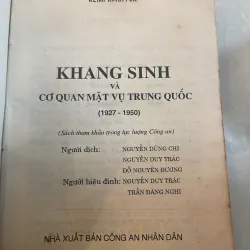 KHANG SINH
VÀ
CƠ QUAN MẬT VỤ TRUNG QUỐC
(1927 - 1950)
(Sách tham khảo trong lực lượng Công an)
Người dịch: NGUYỄN DŨNG CHI
NGUYỄN DUY TRÁC
ĐỖ NGUYÊN ĐƯƠNG
Người hiệu đính: NGUYỄN DUY TRÁC
TRẦN ĐĂNG NGHI
NHÀ XUẤT BẢN CÔNG AN NHÂN DÂN